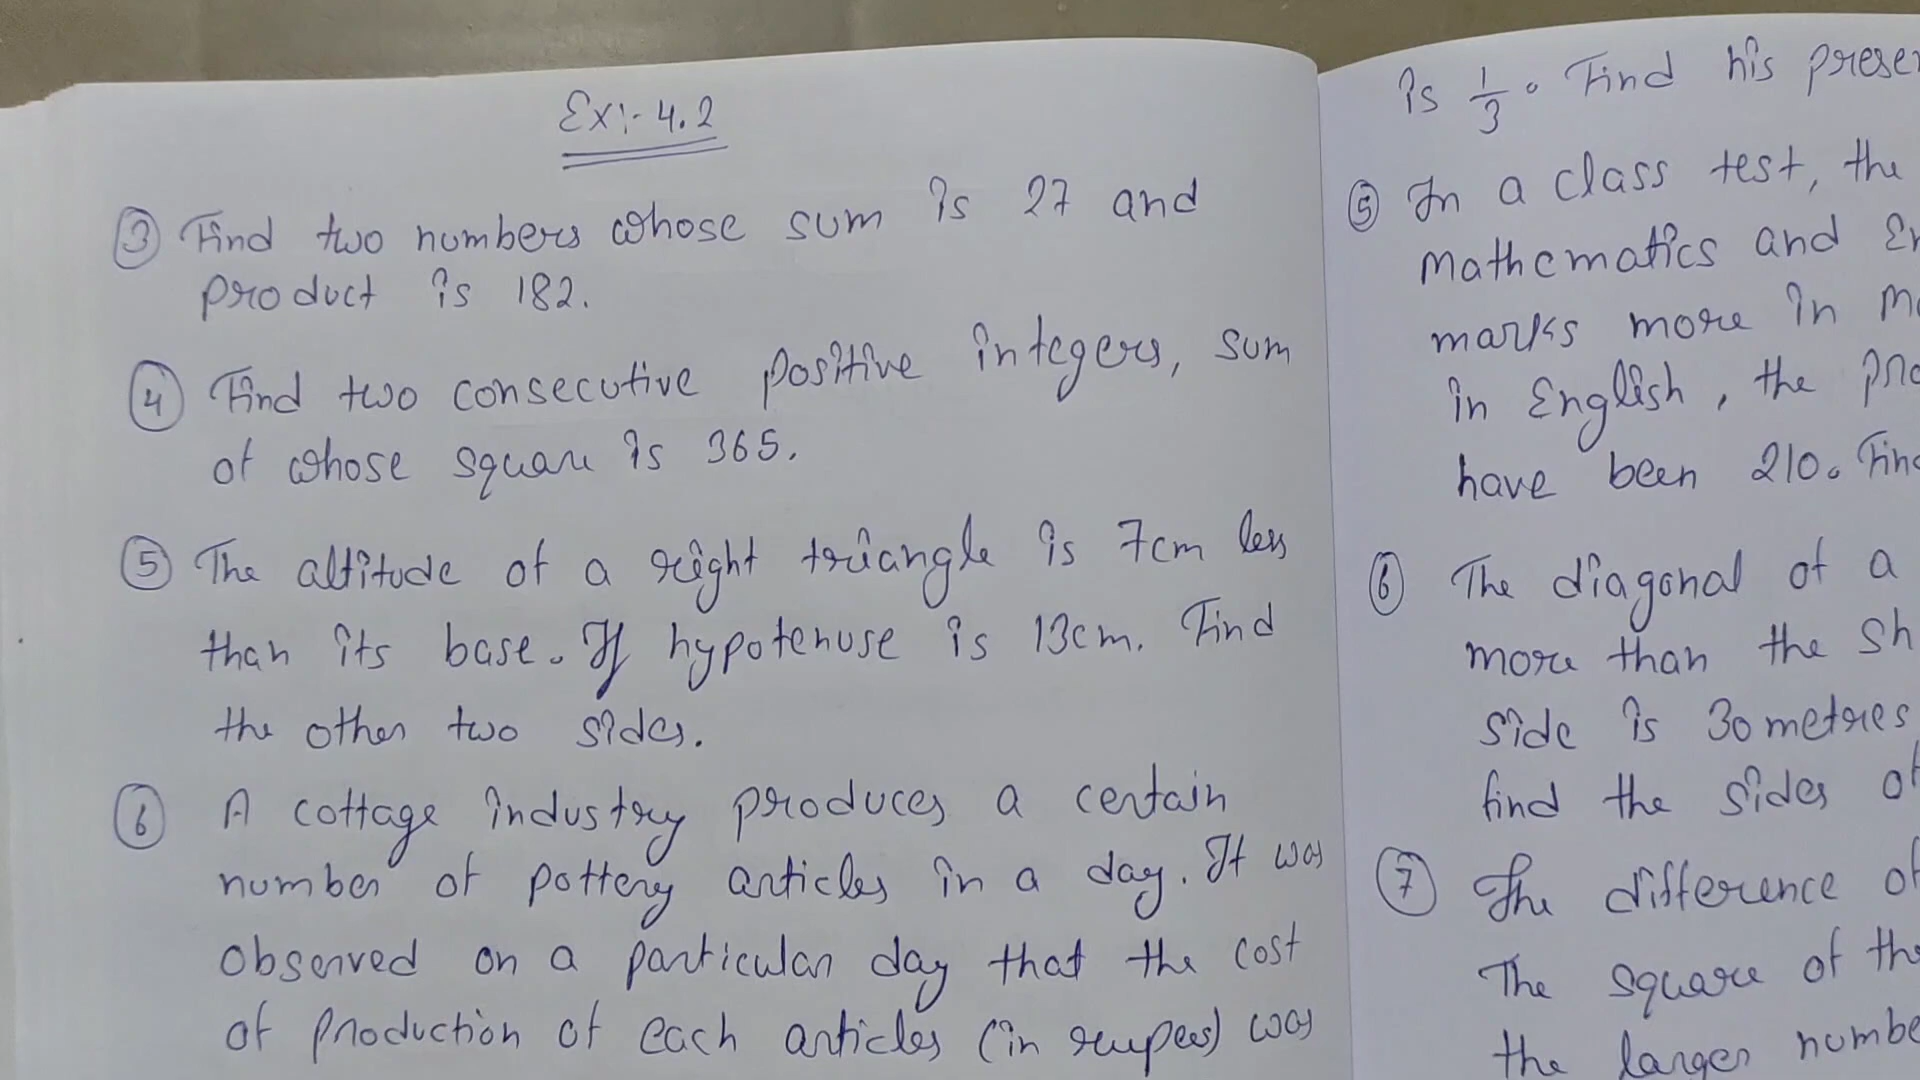 Ex:- 4.2
③ Find two numbers whose sum is 27 and
product is 182.
④ Find two consecutive positive integers, sum
of whose square is 365.
⑤ The altitude of a right triangle is 7cm less
than its base. If hypotenuse is 13cm. Find
the other two sides.
⑥ A cottage industry produces a certain
number of pottery articles in a day. It was
observed on a particular day that the cost
of production of each articles (in rupees) was
is 1/3. Find his
⑤ In a class test, the
Mathematics and
marks more in
in English, the
have been 210.
⑥ The diagonal of a
more than the
side is 30 metres
find the sides of
⑦ The difference of
The square of the
the larger